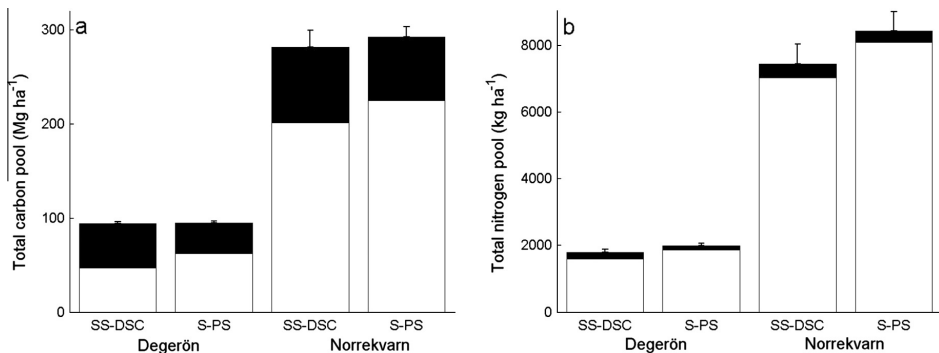 a
Total carbon pool (Mg ha-1)
300
200
100
0
SS-DSC S-PS SS-DSC S-PS
Degerön Norrekvarn
b
Total nitrogen pool (kg ha-1)
8000
6000
4000
2000
0
SS-DSC S-PS SS-DSC S-PS
Degerön Norrekvarn